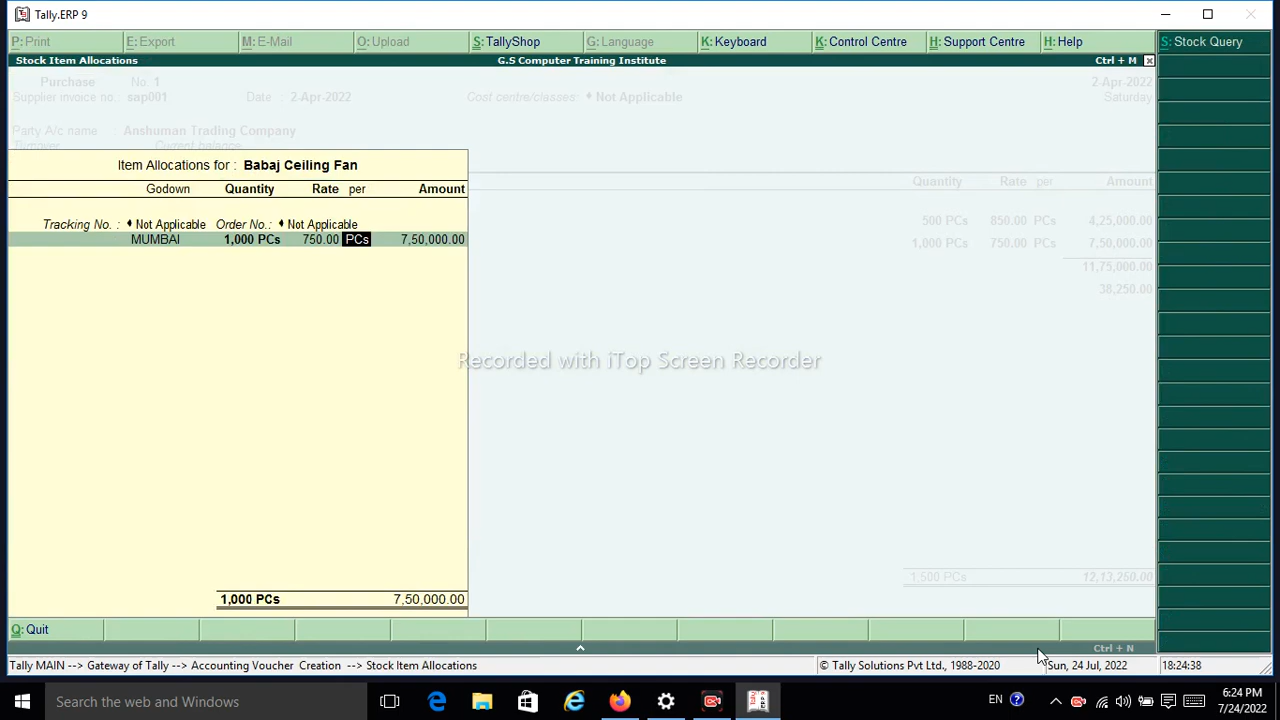 Tally.ERP 9
P: Print E: Export M: E-Mail O: Upload S: TallyShop G: Language K: Keyboard K: Control Centre H: Support Centre H: Help S: Stock Query
Stock Item Allocations G.S Computer Training Institute Ctrl + M
Purchase No. 1 2-Apr-2022
Supplier invoice no.: sap001 Date : 2-Apr-2022 Cost centre/classes: ♦ Not Applicable Saturday
Party A/c name : Anshuman Trading Company
Turnover Current balance
Item Allocations for : Babaj Ceiling Fan
Godown Quantity Rate per Amount
Quantity Rate per Amount
Tracking No. : ♦ Not Applicable Order No.: ♦ Not Applicable
MUMBAI 1,000 PCs 750.00 PCs 7,50,000.00
500 PCs 850.00 PCs 4,25,000.00
1,000 PCs 750.00 PCs 7,50,000.00
11,75,000.00
38,250.00
Recorded with iTop Screen Recorder
1,000 PCs 7,50,000.00
1,500 PCs 12,13,250.00
Q: Quit
Ctrl + N
Tally MAIN --> Gateway of Tally --> Accounting Voucher Creation --> Stock Item Allocations © Tally Solutions Pvt Ltd., 1988-2020 Sun, 24 Jul, 2022 18:24:38
Search the web and Windows EN 6:24 PM
7/24/2022